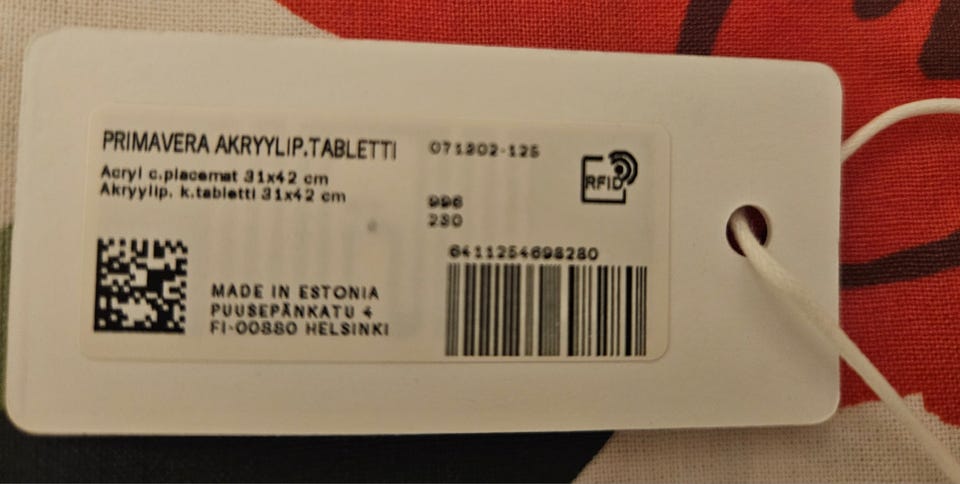 PRIMAVERA AKRYYLIP.TABLETTI
071302-125
Acryl c.placemat 31x42 cm
Akryylip. k.tabletti 31x42 cm
RFID
996
230
6411254698280
MADE IN ESTONIA
PUUSEPÄNKATU 4
FI-00880 HELSINKI